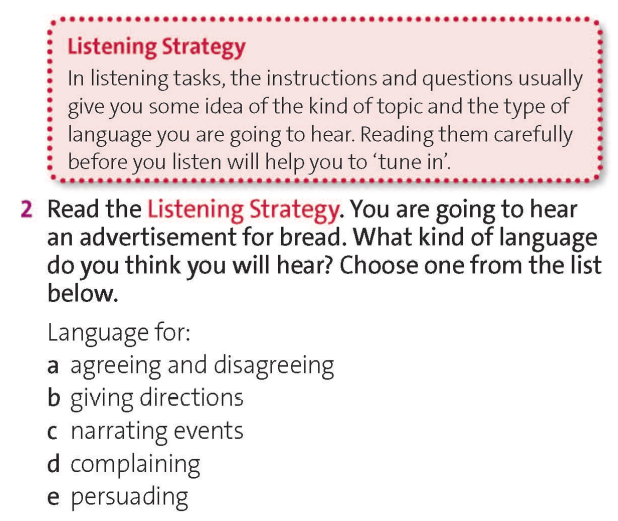 Listening Strategy
In listening tasks, the instructions and questions usually
give you some idea of the kind of topic and the type of
language you are going to hear. Reading them carefully
before you listen will help you to ‘tune in’.
2 Read the Listening Strategy. You are going to hear
an advertisement for bread. What kind of language
do you think you will hear? Choose one from the list
below.
Language for:
a agreeing and disagreeing
b giving directions
c narrating events
d complaining
e persuading